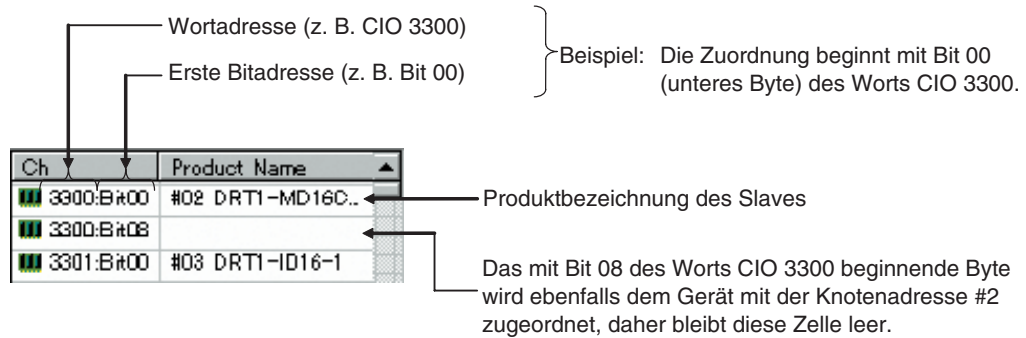 Wortadresse (z. B. CIO 3300)
Erste Bitadresse (z. B. Bit 00)
Beispiel: Die Zuordnung beginnt mit Bit 00
(unteres Byte) des Worts CIO 3300.
Ch Product Name
3300:Bit00 #02 DRT1-MD16C..
3300:Bit08
3301:Bit00 #03 DRT1-ID16-1
Produktbezeichnung des Slaves
Das mit Bit 08 des Worts CIO 3300 beginnende Byte
wird ebenfalls dem Gerät mit der Knotenadresse #2
zugeordnet, daher bleibt diese Zelle leer.